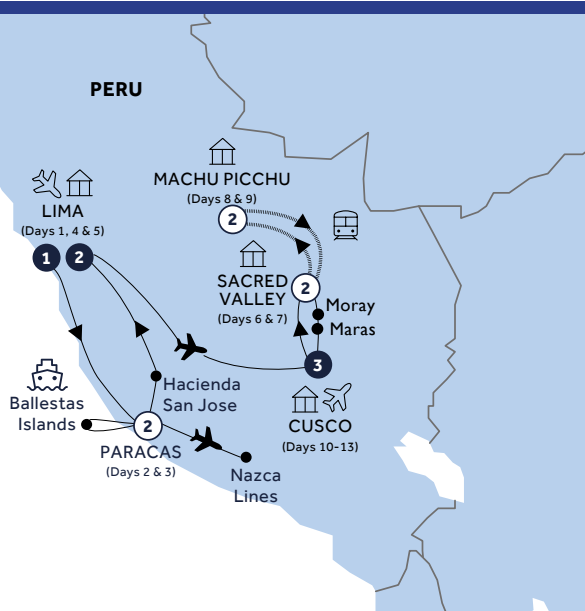 PERU
MACHU PICCHU
(Days 8 & 9)
2
LIMA
(Days 1, 4 & 5)
1
2
SACRED
VALLEY
(Days 6 & 7)
2
Moray
Maras
3
CUSCO
(Days 10-13)
Hacienda
San Jose
Ballestas
Islands
2
PARACAS
(Days 2 & 3)
Nazca
Lines